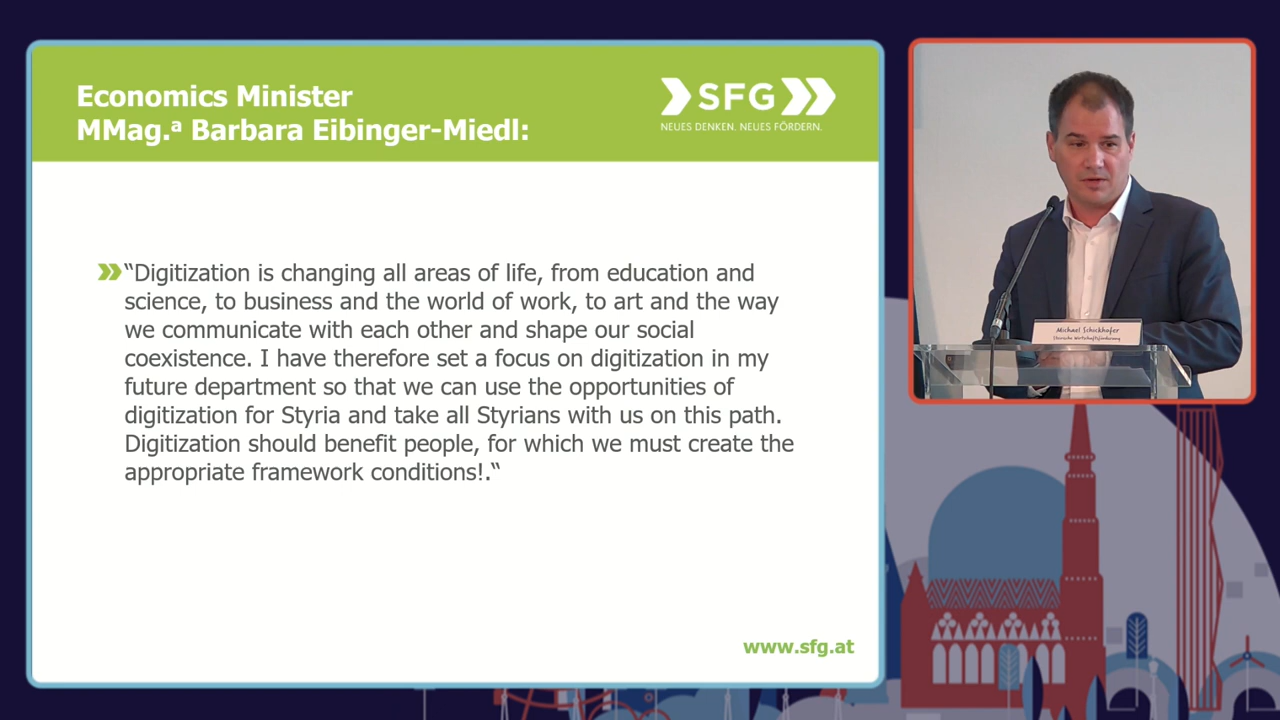 Economics Minister
MMag.ª Barbara Eibinger-Miedl:
SFG
NEUES DENKEN. NEUES FÖRDERN.
“Digitization is changing all areas of life, from education and
science, to business and the world of work, to art and the way
we communicate with each other and shape our social
coexistence. I have therefore set a focus on digitization in my
future department so that we can use the opportunities of
digitization for Styria and take all Styrians with us on this path.
Digitization should benefit people, for which we must create the
appropriate framework conditions!.“
www.sfg.at
Michael Schickhofer
Steirische Wirtschaftsförderung